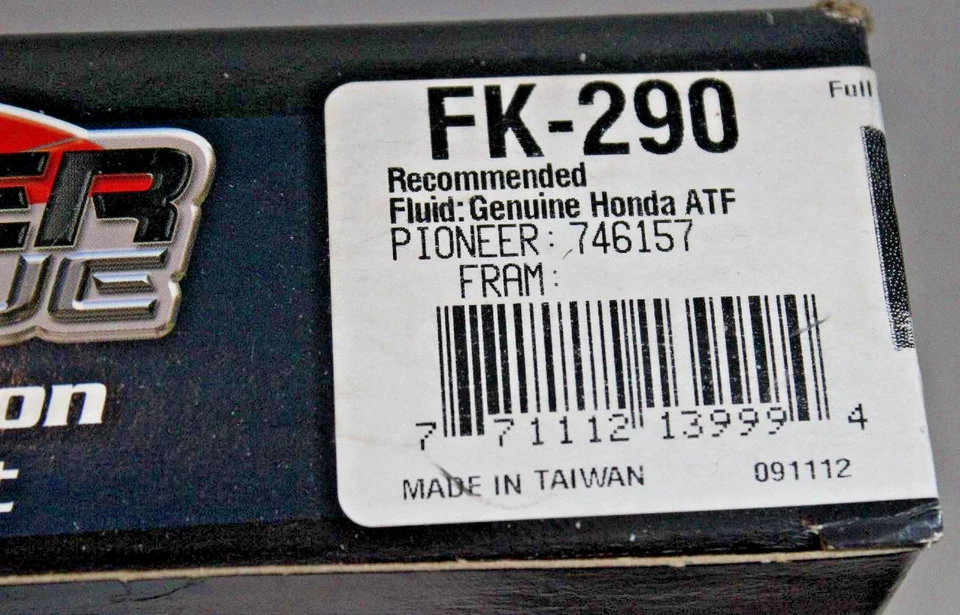 FK-290
Full
Recommended
Fluid: Genuine Honda ATF
PIONEER: 746157
FRAM:
7 71112 13999 4
MADE IN TAIWAN 091112